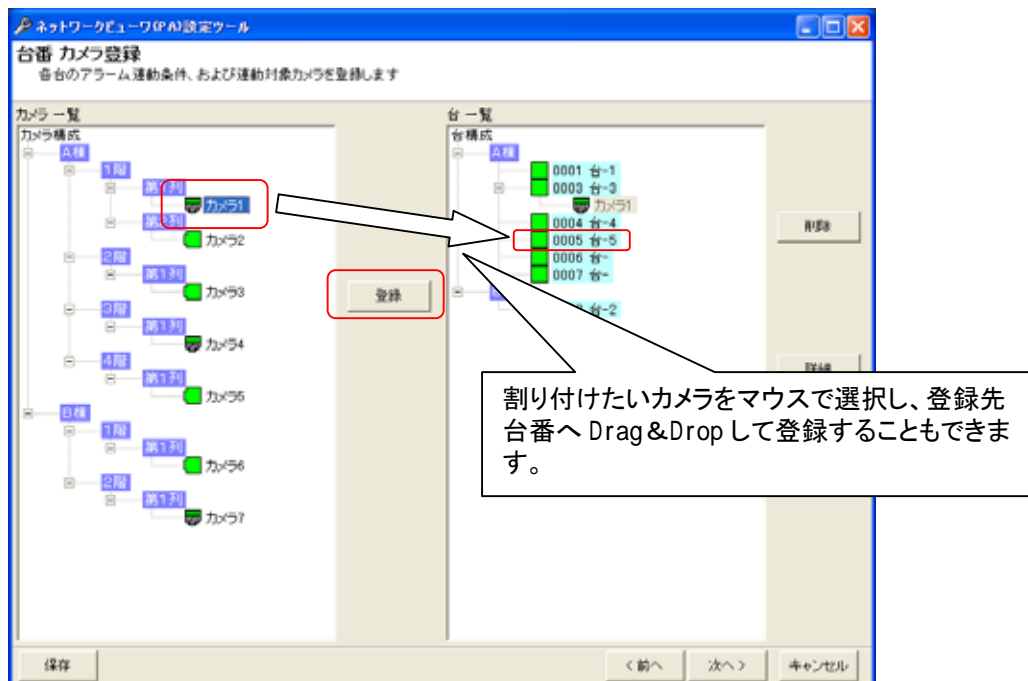 ネットワークビューワ(PA)設定ツール
台番 カメラ登録
各台のアラーム連動条件、および連動対象カメラを登録します
カメラ 一覧
カメラ構成
A棟
1階
第1列
カメラ1
第2列
カメラ2
2階
第1列
カメラ3
3階
第1列
カメラ4
4階
第1列
カメラ5
B棟
1階
第1列
カメラ6
2階
第1列
カメラ7
登録
台 一覧
台構成
A棟
0001 台-1
0003 台-3
カメラ1
0004 台-4
0005 台-5
0006 台-
0007 台-
台-2
削除
詳細
割り付けたいカメラをマウスで選択し、登録先
台番へ Drag&Drop して登録することもできま
す。
保存
<前へ
次へ>
キャンセル